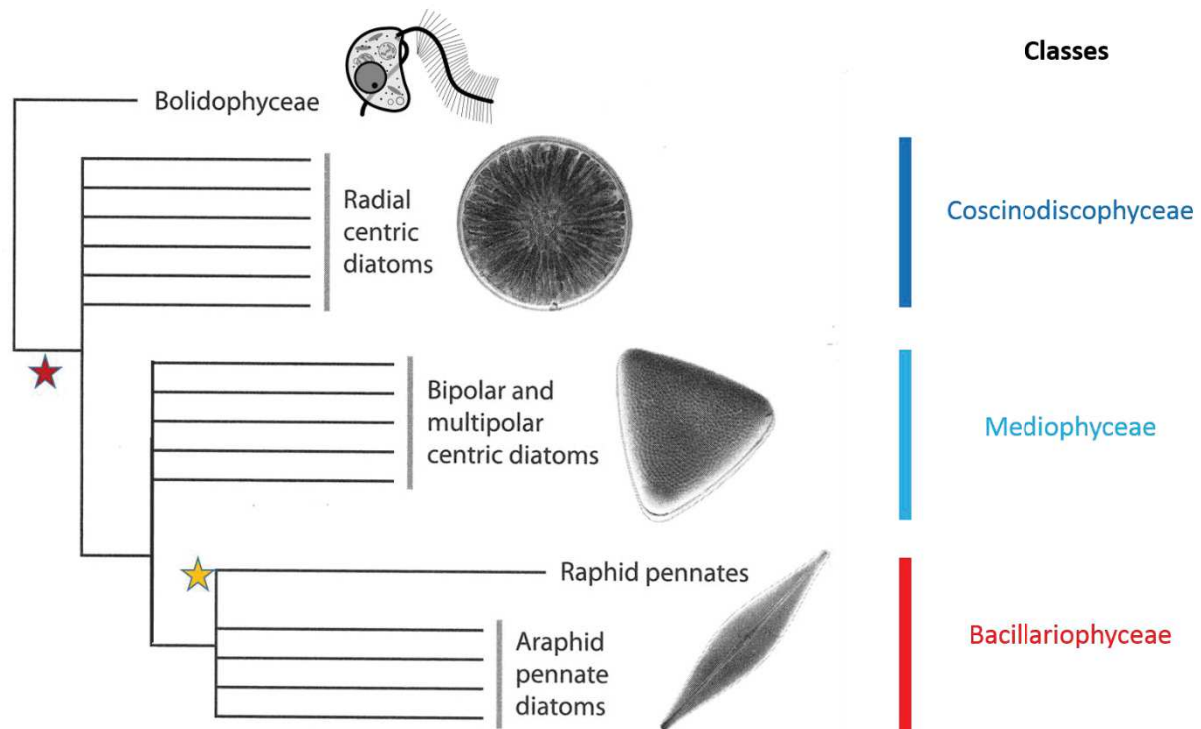 Classes
Bolidophyceae
Radial
centric
diatoms
Coscinodiscophyceae
Bipolar and
multipolar
centric diatoms
Mediophyceae
Raphid pennates
Araphid
pennate
diatoms
Bacillariophyceae